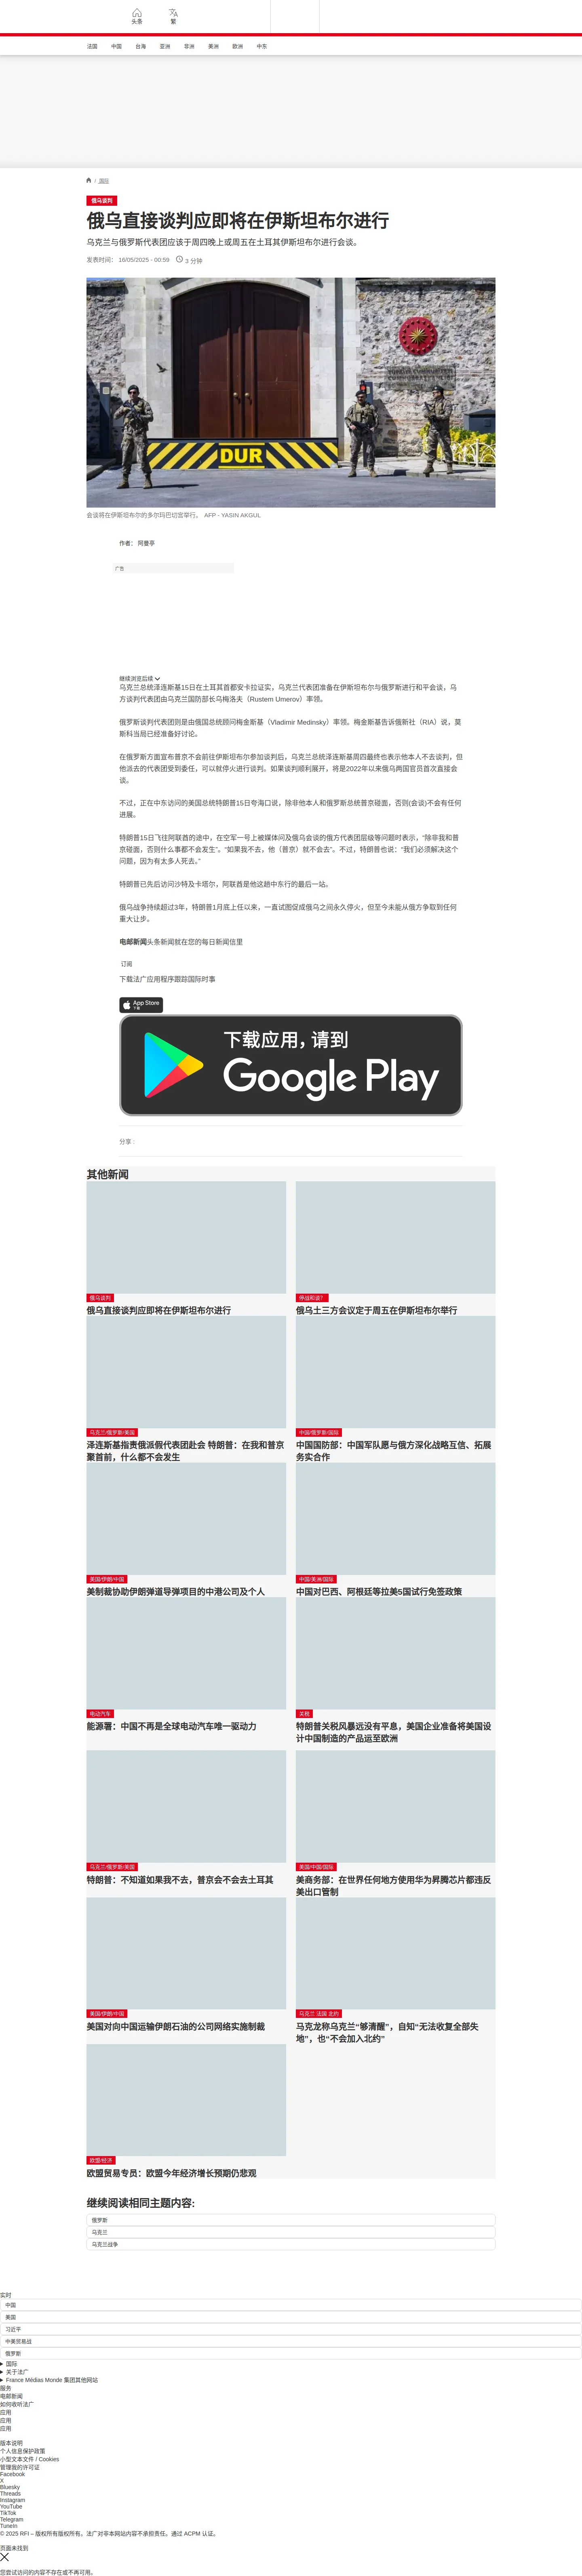 头条
繁
法国
中国
台海
亚洲
非洲
美洲
欧洲
中东
/ 国际
俄乌谈判
俄乌直接谈判应即将在伊斯坦布尔进行
乌克兰与俄罗斯代表团应该于周四晚上或周五在土耳其伊斯坦布尔进行会谈。
发表时间： 16/05/2025 - 00:59
3 分钟
DUR
会谈将在伊斯坦布尔的多尔玛巴切宫举行。 AFP - YASIN AKGUL
作者： 阿曼亭
广告
继续浏览后续
乌克兰总统泽连斯基15日在土耳其首都安卡拉证实，乌克兰代表团准备在伊斯坦布尔与俄罗斯进行和平会谈，乌
方谈判代表团由乌克兰国防部长乌梅洛夫（Rustem Umerov）率领。
俄罗斯谈判代表团则是由俄国总统顾问梅金斯基（Vladimir Medinsky）率领。梅金斯基告诉俄新社（RIA）说，莫
斯科当局已经准备好讨论。
在俄罗斯方面宣布普京不会前往伊斯坦布尔参加谈判后，乌克兰总统泽连斯基周四最终也表示他本人不去谈判，但
他派去的代表团受到委任，可以就停火进行谈判。如果谈判顺利展开，将是2022年以来俄乌两国官员首次直接会
谈。
不过，正在中东访问的美国总统特朗普15日夸海口说，除非他本人和俄罗斯总统普京碰面，否则(会谈)不会有任何
进展。
特朗普15日飞往阿联酋的途中，在空军一号上被媒体问及俄乌会谈的俄方代表团层级等问题时表示，“除非我和普
京碰面，否则什么事都不会发生”。“如果我不去，他（普京）就不会去”。不过，特朗普也说：“我们必须解决这个
问题，因为有太多人死去。”
特朗普已先后访问沙特及卡塔尔，阿联酋是他这趟中东行的最后一站。
俄乌战争持续超过3年，特朗普1月底上任以来，一直试图促成俄乌之间永久停火，但至今未能从俄方争取到任何
重大让步。
电邮新闻头条新闻就在您的每日新闻信里
订阅
下载法广应用程序跟踪国际时事
App Store
下载
下载应用，请到
Google Play
分享 :
其他新闻
俄乌谈判
俄乌直接谈判应即将在伊斯坦布尔进行
停战和谈？
俄乌土三方会议定于周五在伊斯坦布尔举行
乌克兰/俄罗斯/美国
泽连斯基指责俄派假代表团赴会 特朗普：在我和普京
聚首前，什么都不会发生
中国/俄罗斯/国际
中国国防部：中国军队愿与俄方深化战略互信、拓展
务实合作
美国/伊朗/中国
美制裁协助伊朗弹道导弹项目的中港公司及个人
中国/美洲/国际
中国对巴西、阿根廷等拉美5国试行免签政策
电动汽车
能源署：中国不再是全球电动汽车唯一驱动力
关税
特朗普关税风暴远没有平息，美国企业准备将美国设
计中国制造的产品运至欧洲
乌克兰/俄罗斯/美国
特朗普：不知道如果我不去，普京会不会去土耳其
美国/中国/国际
美商务部：在世界任何地方使用华为昇腾芯片都违反
美出口管制
美国/伊朗/中国
美国对向中国运输伊朗石油的公司网络实施制裁
乌克兰 法国 北约
马克龙称乌克兰“够清醒”，自知“无法收复全部失
地”，也“不会加入北约”
欧盟/经济
欧盟贸易专员：欧盟今年经济增长预期仍悲观
继续阅读相同主题内容:
俄罗斯
乌克兰
乌克兰战争
实时
中国
美国
习近平
中美贸易战
俄罗斯
国际
关于法广
France Médias Monde 集团其他网站
服务
电邮新闻
如何收听法广
应用
应用
应用
版本说明
个人信息保护政策
小型文本文件 / Cookies
管理我的许可证
Facebook
X
Bluesky
Threads
Instagram
YouTube
TikTok
Telegram
TuneIn
© 2025 RFI – 版权所有版权所有。法广对非本网站内容不承担责任。通过 ACPM 认证。
页面未找到
您尝试访问的内容不存在或不再可用。